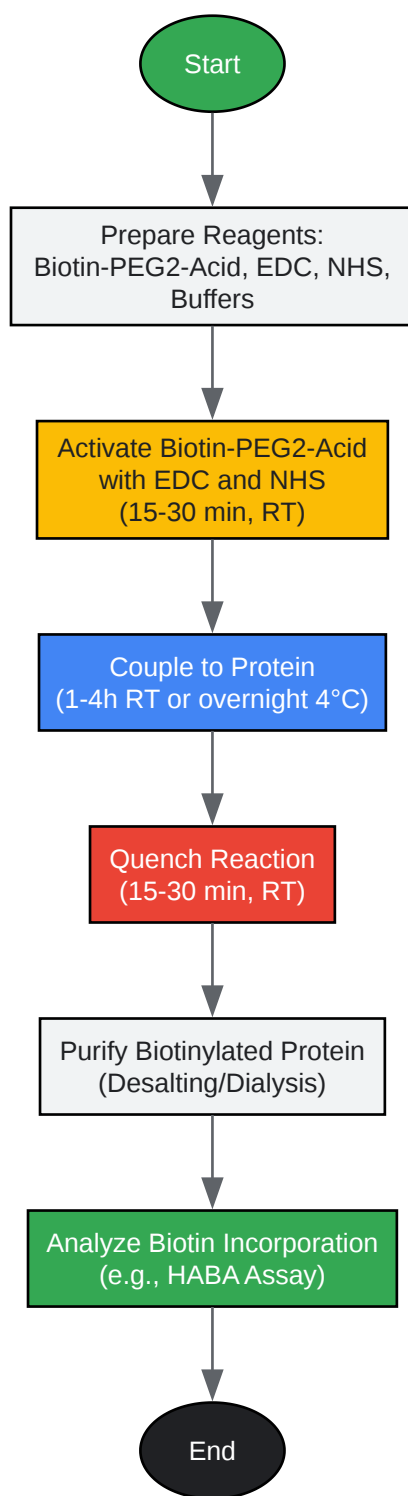 Start
Prepare Reagents:
Biotin-PEG2-Acid, EDC, NHS,
Buffers
Activate Biotin-PEG2-Acid
with EDC and NHS
(15-30 min, RT)
Couple to Protein
(1-4h RT or overnight 4°C)
Quench Reaction
(15-30 min, RT)
Purify Biotinylated Protein
(Desalting/Dialysis)
Analyze Biotin Incorporation
(e.g., HABA Assay)
End